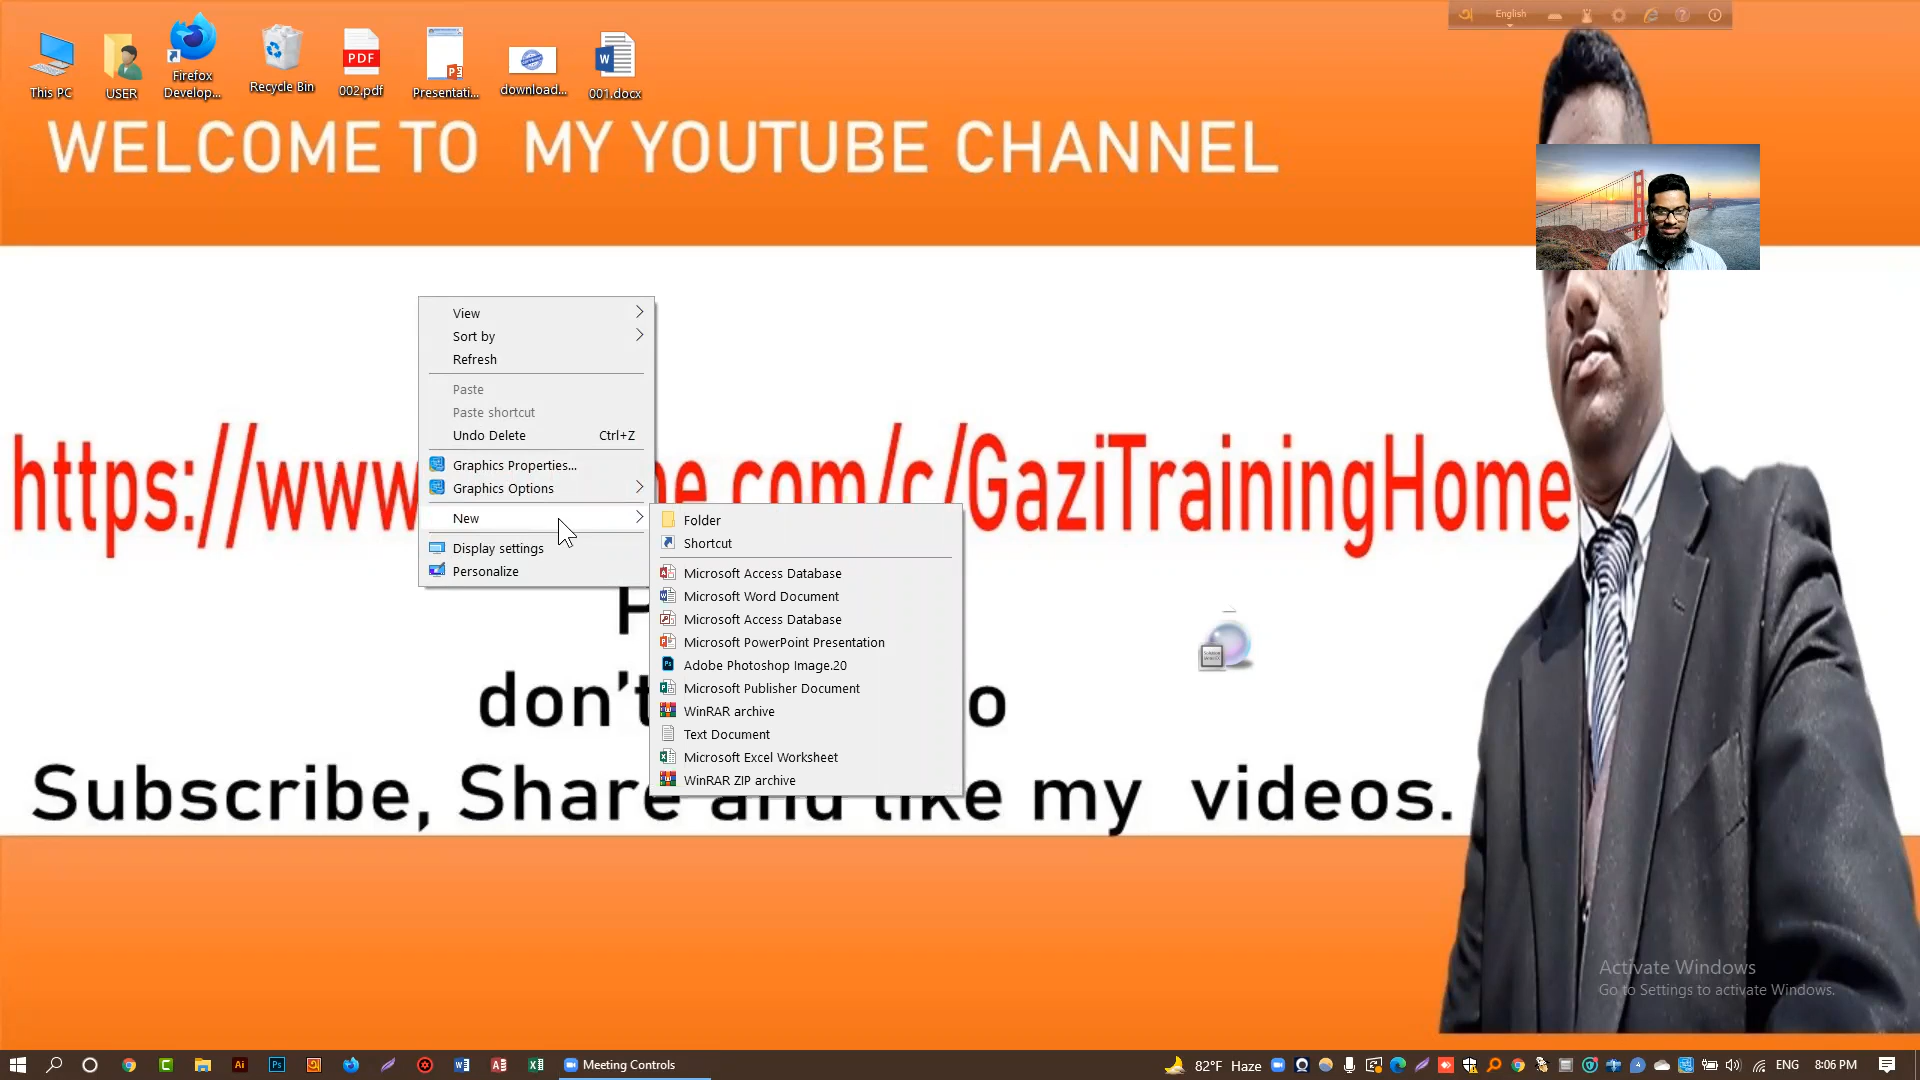 English
This PC
USER
Firefox
Develop...
Recycle Bin
PDF
002.pdf
Presentati...
download...
001.docx
WELCOME TO MY YOUTUBE CHANNEL
View
Sort by
Refresh
Paste
Paste shortcut
Undo Delete Ctrl+Z
Graphics Properties...
Graphics Options
New
Display settings
Personalize
https://www. e.com/c/GaziTrainingHome
Folder
Shortcut
Microsoft Access Database
Microsoft Word Document
Microsoft Access Database
Microsoft PowerPoint Presentation
Adobe Photoshop Image.20
Microsoft Publisher Document
WinRAR archive
Text Document
Microsoft Excel Worksheet
WinRAR ZIP archive
don't o
Subscribe, Share and like my videos.
Activate Windows
Go to Settings to activate Windows.
Meeting Controls
82°F Haze
ENG
8:06 PM